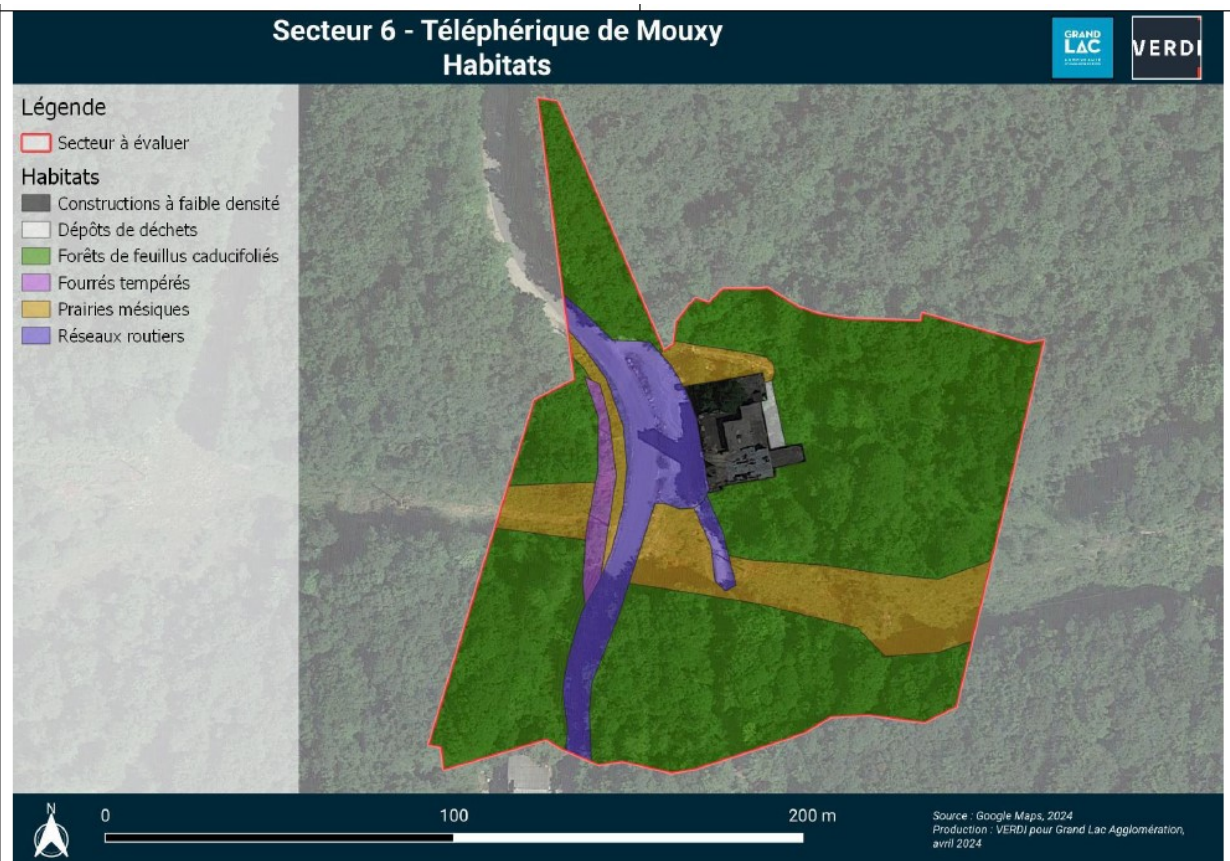 Secteur 6 - Téléphérique de Mouxy
Habitats
GRAND
LAC
VERDI
Légende
Secteur à évaluer
Habitats
Constructions à faible densité
Dépôts de déchets
Forêts de feuillus caducifoliés
Fourrés tempérés
Prairies mésiques
Réseaux routiers
N
0
100
200 m
Source : Google Maps, 2024
Production : VERDI pour Grand Lac Agglomération,
avril 2024